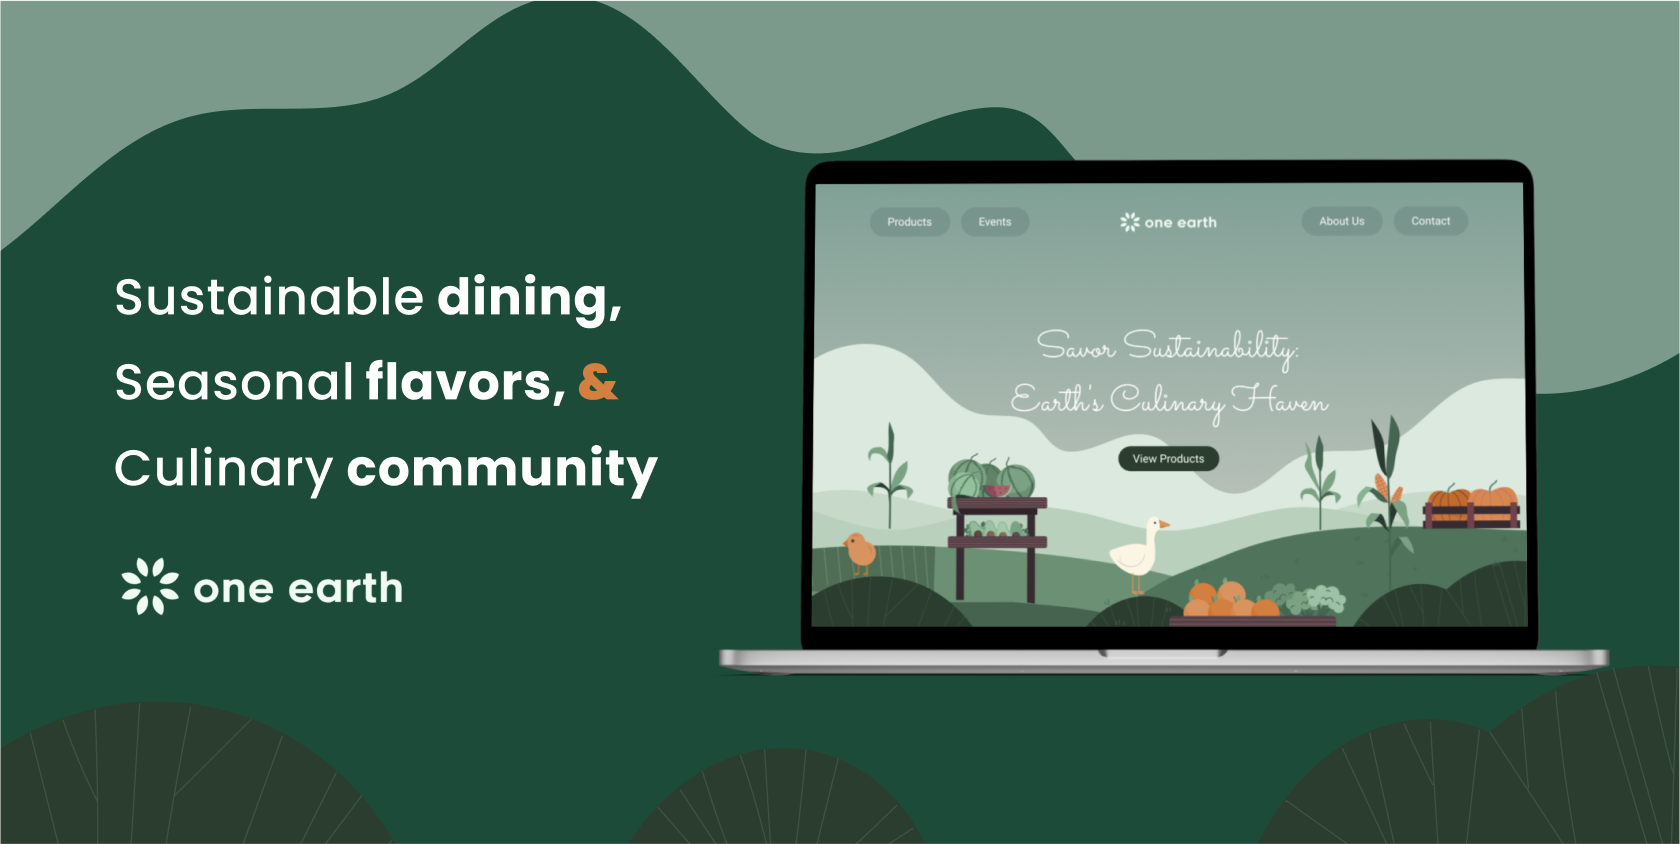 Sustainable dining,
Seasonal flavors, &
Culinary community
one earth
Products
Events
one earth
About Us
Contact
Savor Sustainability:
Earth's Culinary Haven
View Products